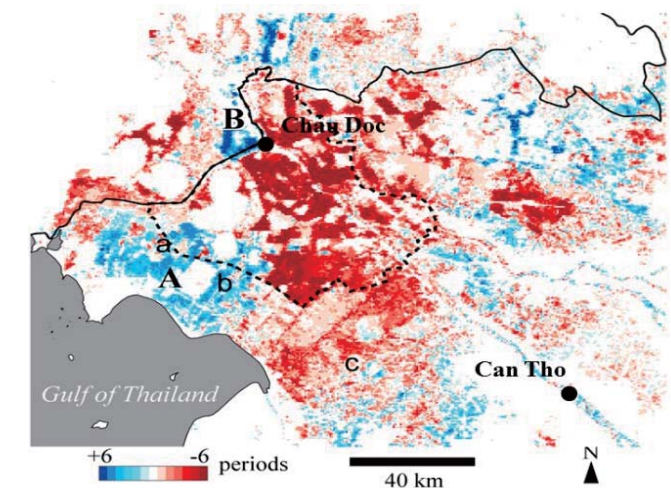 B
Chau Doc
a
A
b
c
Can Tho
Gulf of Thailand
N
+6
-6
periods
40 km